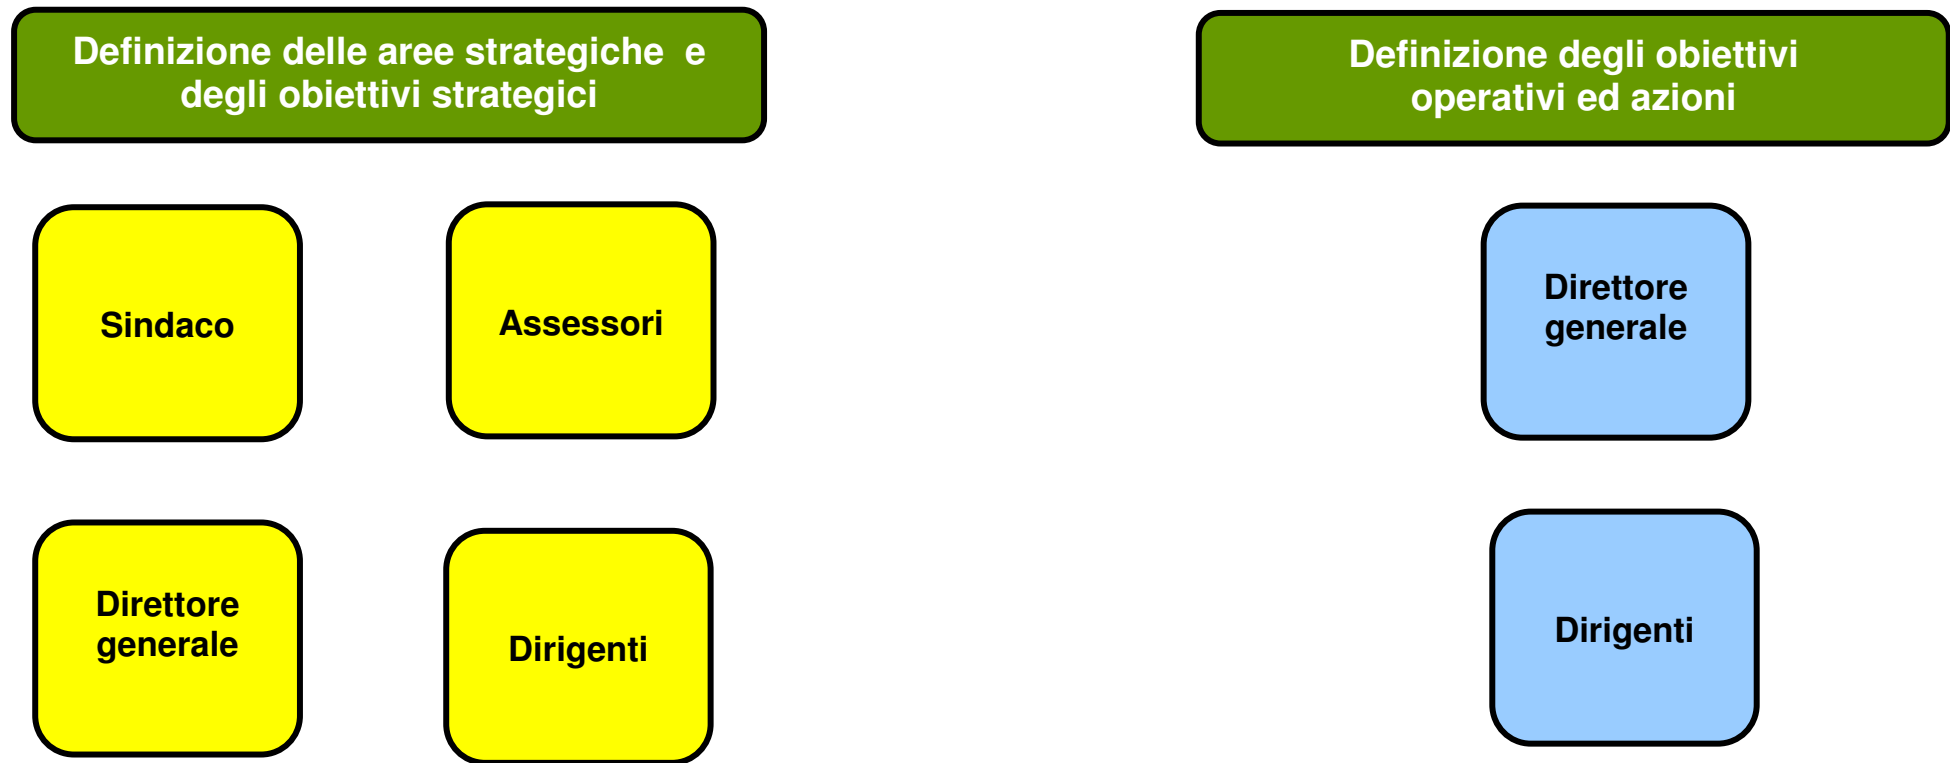 Definizione delle aree strategiche e
degli obiettivi strategici
Definizione degli obiettivi
operativi ed azioni
Sindaco
Assessori
Direttore
generale
Direttore
generale
Dirigenti
Dirigenti